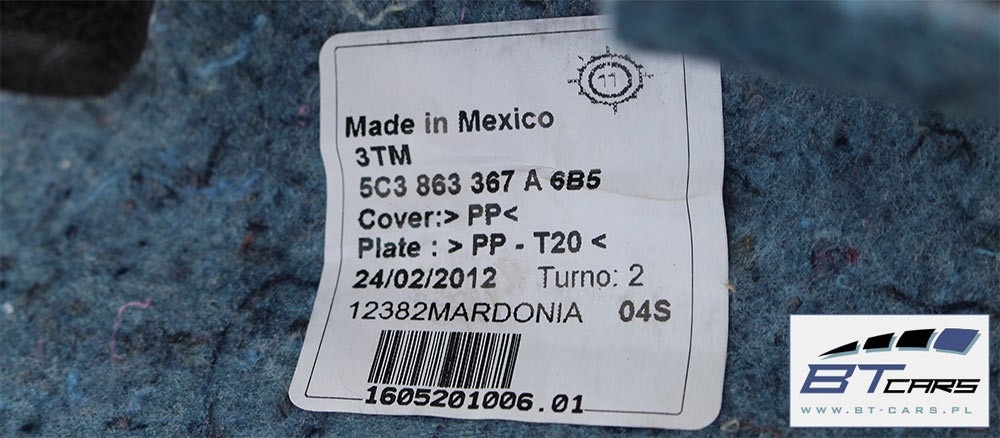 11
Made in Mexico
3TM
5C3 863 367 A 6B5
Cover:> PP<
Plate : > PP - T20 <
24/02/2012 Turno: 2
12382MARDONIA 04S
1605201006.01
BT CARS
WWW.BT-CARS.PL